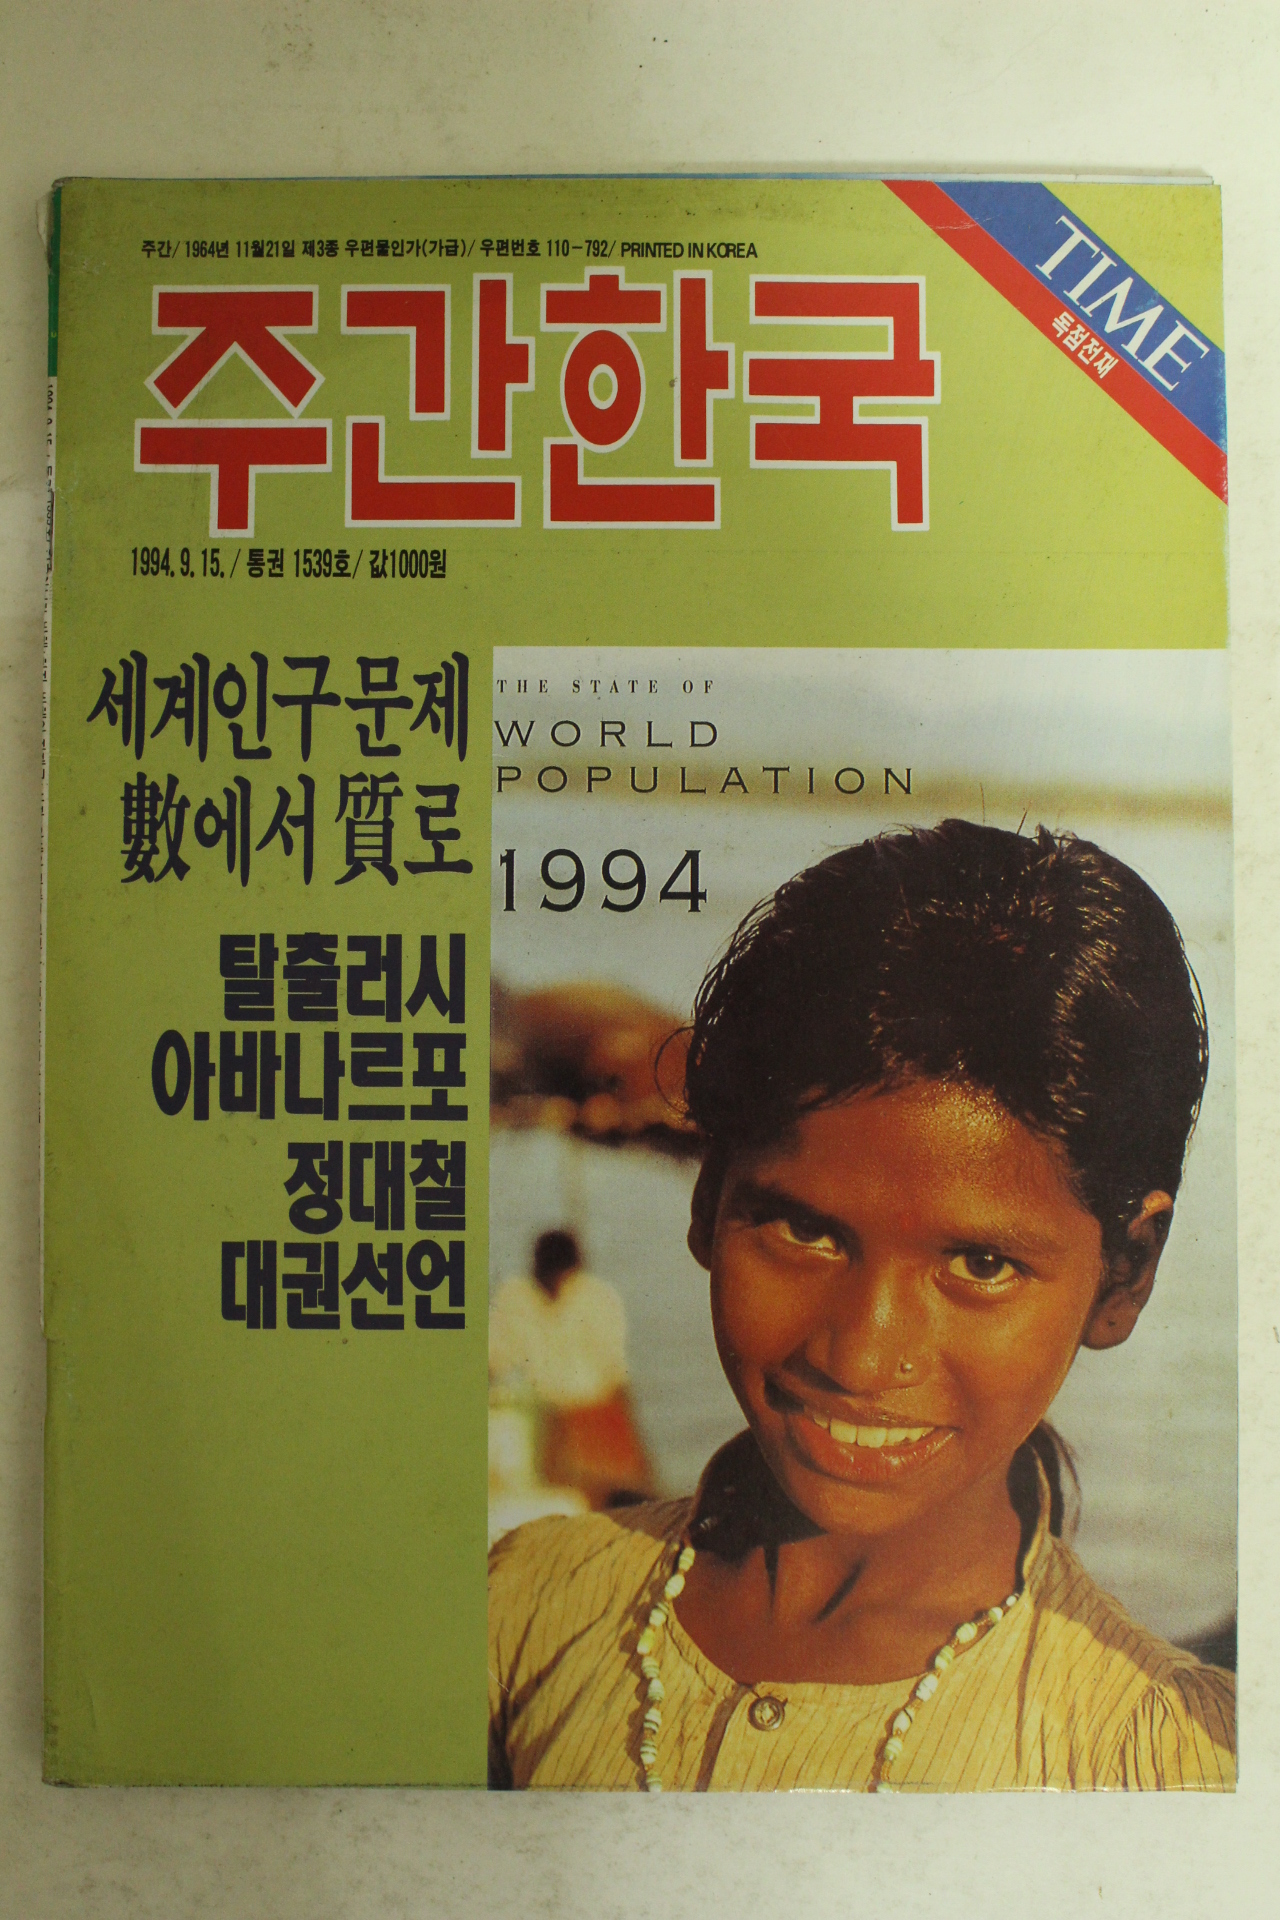 주간/ 1964년 11월21일 제3종 우편물인가(가급)/ 우편번호 110-792/ PRINTED IN KOREA
TIME
독점전재
주간한국
1994. 9. 15. / 통권 1539호/ 값1000원
세계인구문제
數에서 質로
THE STATE OF
WORLD
POPULATION
1994
탈출러시
아바나르포
정대철
대권선언